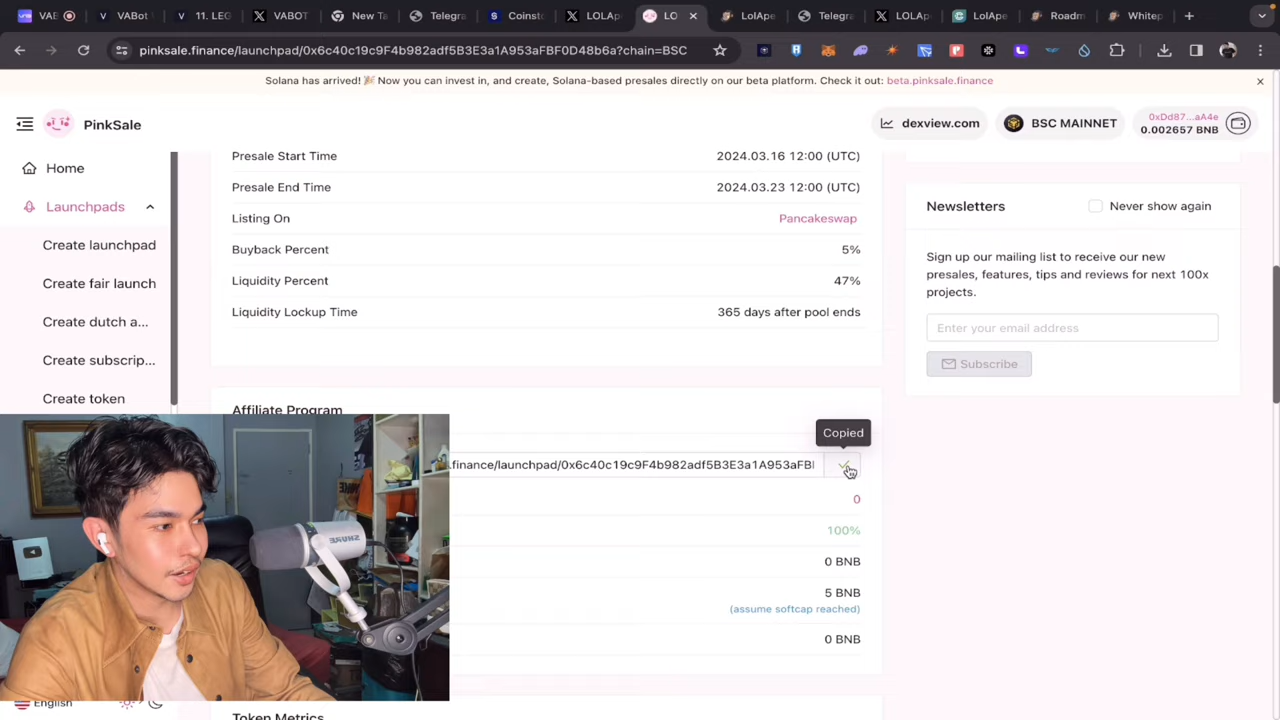 VAB
VABot
11. LEG
VABOT
New Ta
Telegra
Coinsto
LOLAp
LO
LolApe
Telegra
LOLAp
LolApe
Roadm
Whitep
pinksale.finance/launchpad/0x6c40c19c9F4b982adf5B3E3a1A953aFBF0D48b6a?chain=BSC
Solana has arrived! 🎉 Now you can invest in, and create, Solana-based presales directly on our beta platform. Check it out: beta.pinksale.finance
PinkSale
dexview.com
BSC MAINNET
0xDd87...aA4e
0.002657 BNB
Home
Launchpads
Create launchpad
Create fair launch
Create dutch a...
Create subscrip...
Create token
English
Presale Start Time 2024.03.16 12:00 (UTC)
Presale End Time 2024.03.23 12:00 (UTC)
Listing On Pancakeswap
Buyback Percent 5%
Liquidity Percent 47%
Liquidity Lockup Time 365 days after pool ends
Affiliate Program
Copied
.finance/launchpad/0x6c40c19c9F4b982adf5B3E3a1A953aFB
0
100%
0 BNB
5 BNB
(assume softcap reached)
0 BNB
Token Metrics
Newsletters
Never show again
Sign up our mailing list to receive our new
presales, features, tips and reviews for next 100x
projects.
Enter your email address
Subscribe
SHURE